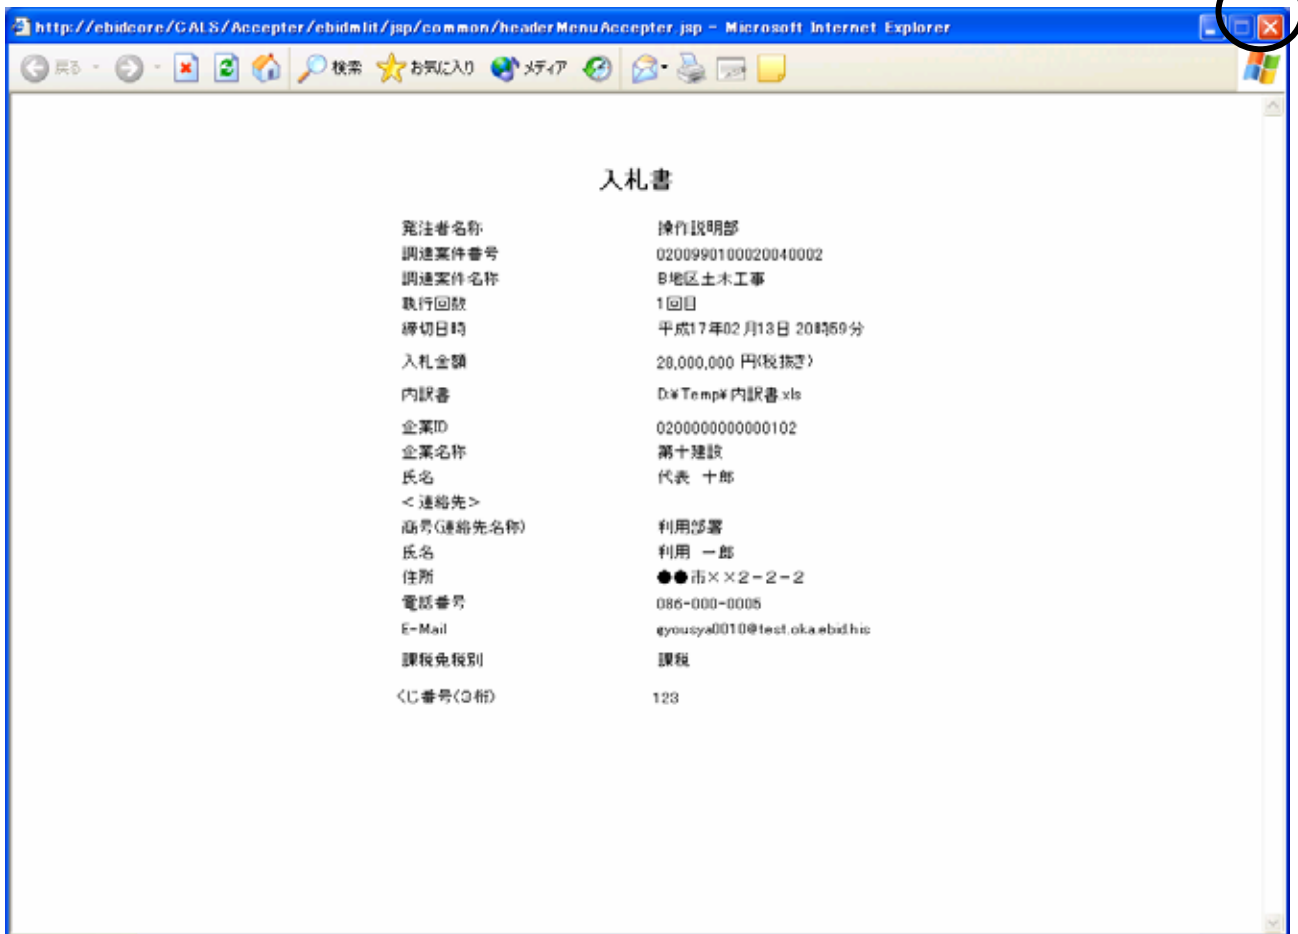 http://ebidcore/CALS/Accepter/ebidmlit/jsp/common/headerMenuAccepter.jsp - Microsoft Internet Explorer
戻る 検索 お気に入り メディア
入札書
発注者名称 操作説明部
調達案件番号 0200990100020040002
調達案件名称 B地区土木工事
執行回数 1回目
締切日時 平成17年02月13日 20時59分
入札金額 28,000,000 円(税抜き)
内訳書 D:¥Temp¥内訳書.xls
企業ID 0200000000000102
企業名称 第十建設
氏名 代表 十郎
<連絡先>
商号(連絡先名称) 利用部署
氏名 利用 一郎
住所 ●●市××2-2-2
電話番号 086-000-0005
E-Mail gyousya0010@test.oka.ebid.his
課税免税別 課税
くじ番号(3桁) 123